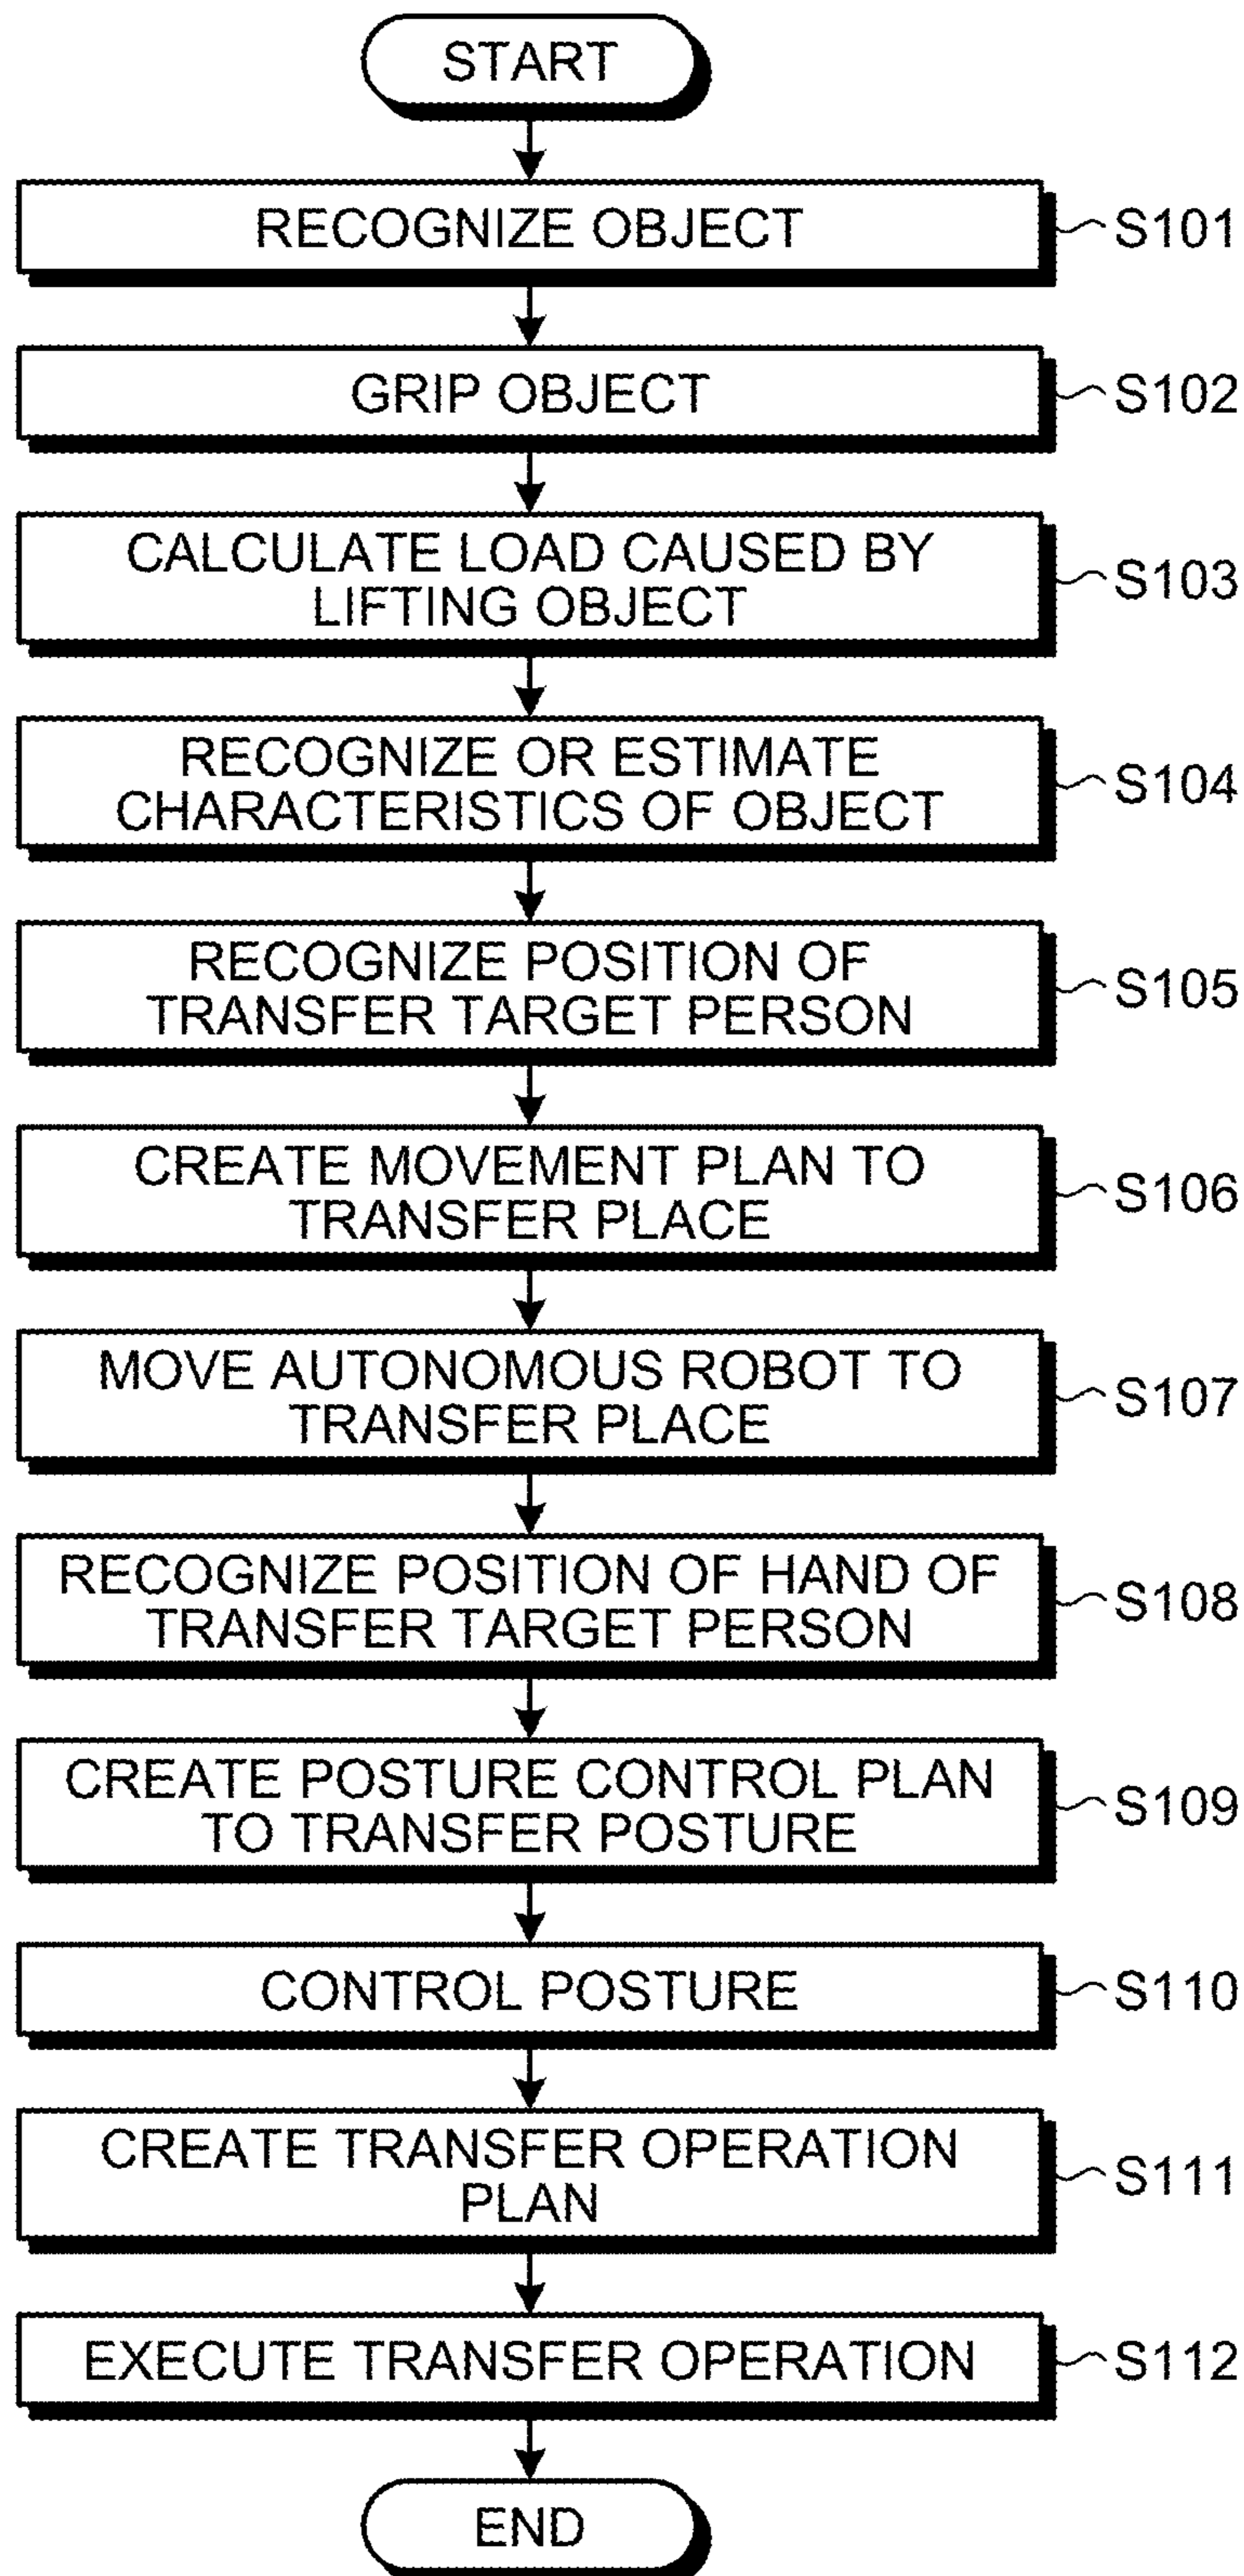 START
RECOGNIZE OBJECT
S101
GRIP OBJECT
S102
CALCULATE LOAD CAUSED BY
LIFTING OBJECT
S103
RECOGNIZE OR ESTIMATE
CHARACTERISTICS OF OBJECT
S104
RECOGNIZE POSITION OF
TRANSFER TARGET PERSON
S105
CREATE MOVEMENT PLAN TO
TRANSFER PLACE
S106
MOVE AUTONOMOUS ROBOT TO
TRANSFER PLACE
S107
RECOGNIZE POSITION OF HAND OF
TRANSFER TARGET PERSON
S108
CREATE POSTURE CONTROL PLAN
TO TRANSFER POSTURE
S109
CONTROL POSTURE
S110
CREATE TRANSFER OPERATION
PLAN
S111
EXECUTE TRANSFER OPERATION
S112
END